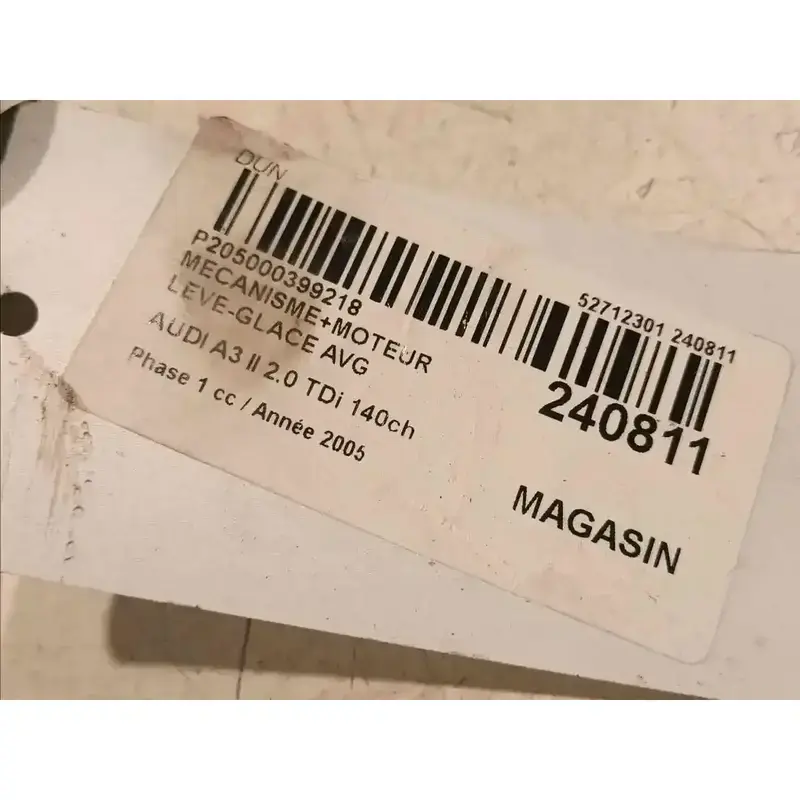 DUN
P205000399218
52712301 240811
MECANISME+MOTEUR
LEVE-GLACE AVG
240811
AUDI A3 II 2.0 TDi 140ch
Phase 1 cc / Année 2005
MAGASIN